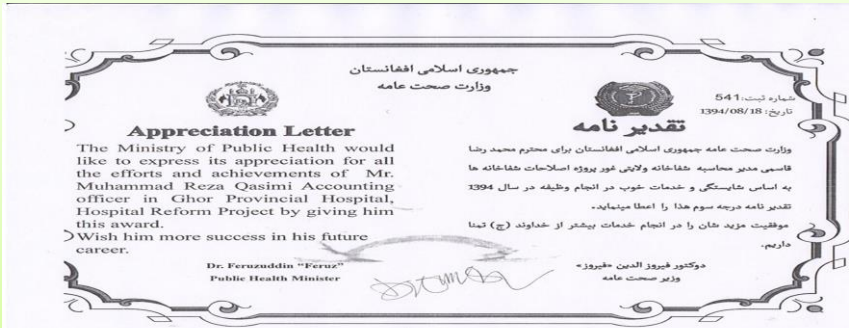 جمهوری اسلامی افغانستان
وزارت صحت عامه
شماره ثبت: 541
تاریخ: 1394/08/18
Appreciation Letter
The Ministry of Public Health would
like to express its appreciation for all
the efforts and achievements of Mr.
Muhammad Reza Qasimi Accounting
officer in Ghor Provincial Hospital,
Hospital Reform Project by giving him
this award.
Wish him more success in his future
career.
Dr. Feruzuddin "Feruz"
Public Health Minister
تقدیر نامه
وزارت صحت عامه جمهوری اسلامی افغانستان برای محترم محمد رضا
قاسمی مدیر محاسبه شفاخانه ولایتی غور پروژه اصلاحات شفاخانه ها
به اساس شایستگی و خدمات خوب در انجام وظیفه در سال 1394
تقدیر نامه درجه سوم هذا را اعطا مینماید.
موفقیت مزید شان را در انجام خدمات بیشتر از خداوند (ج) تمنا
داریم.
دوکتور فیروز الدین «فیروز»
وزیر صحت عامه